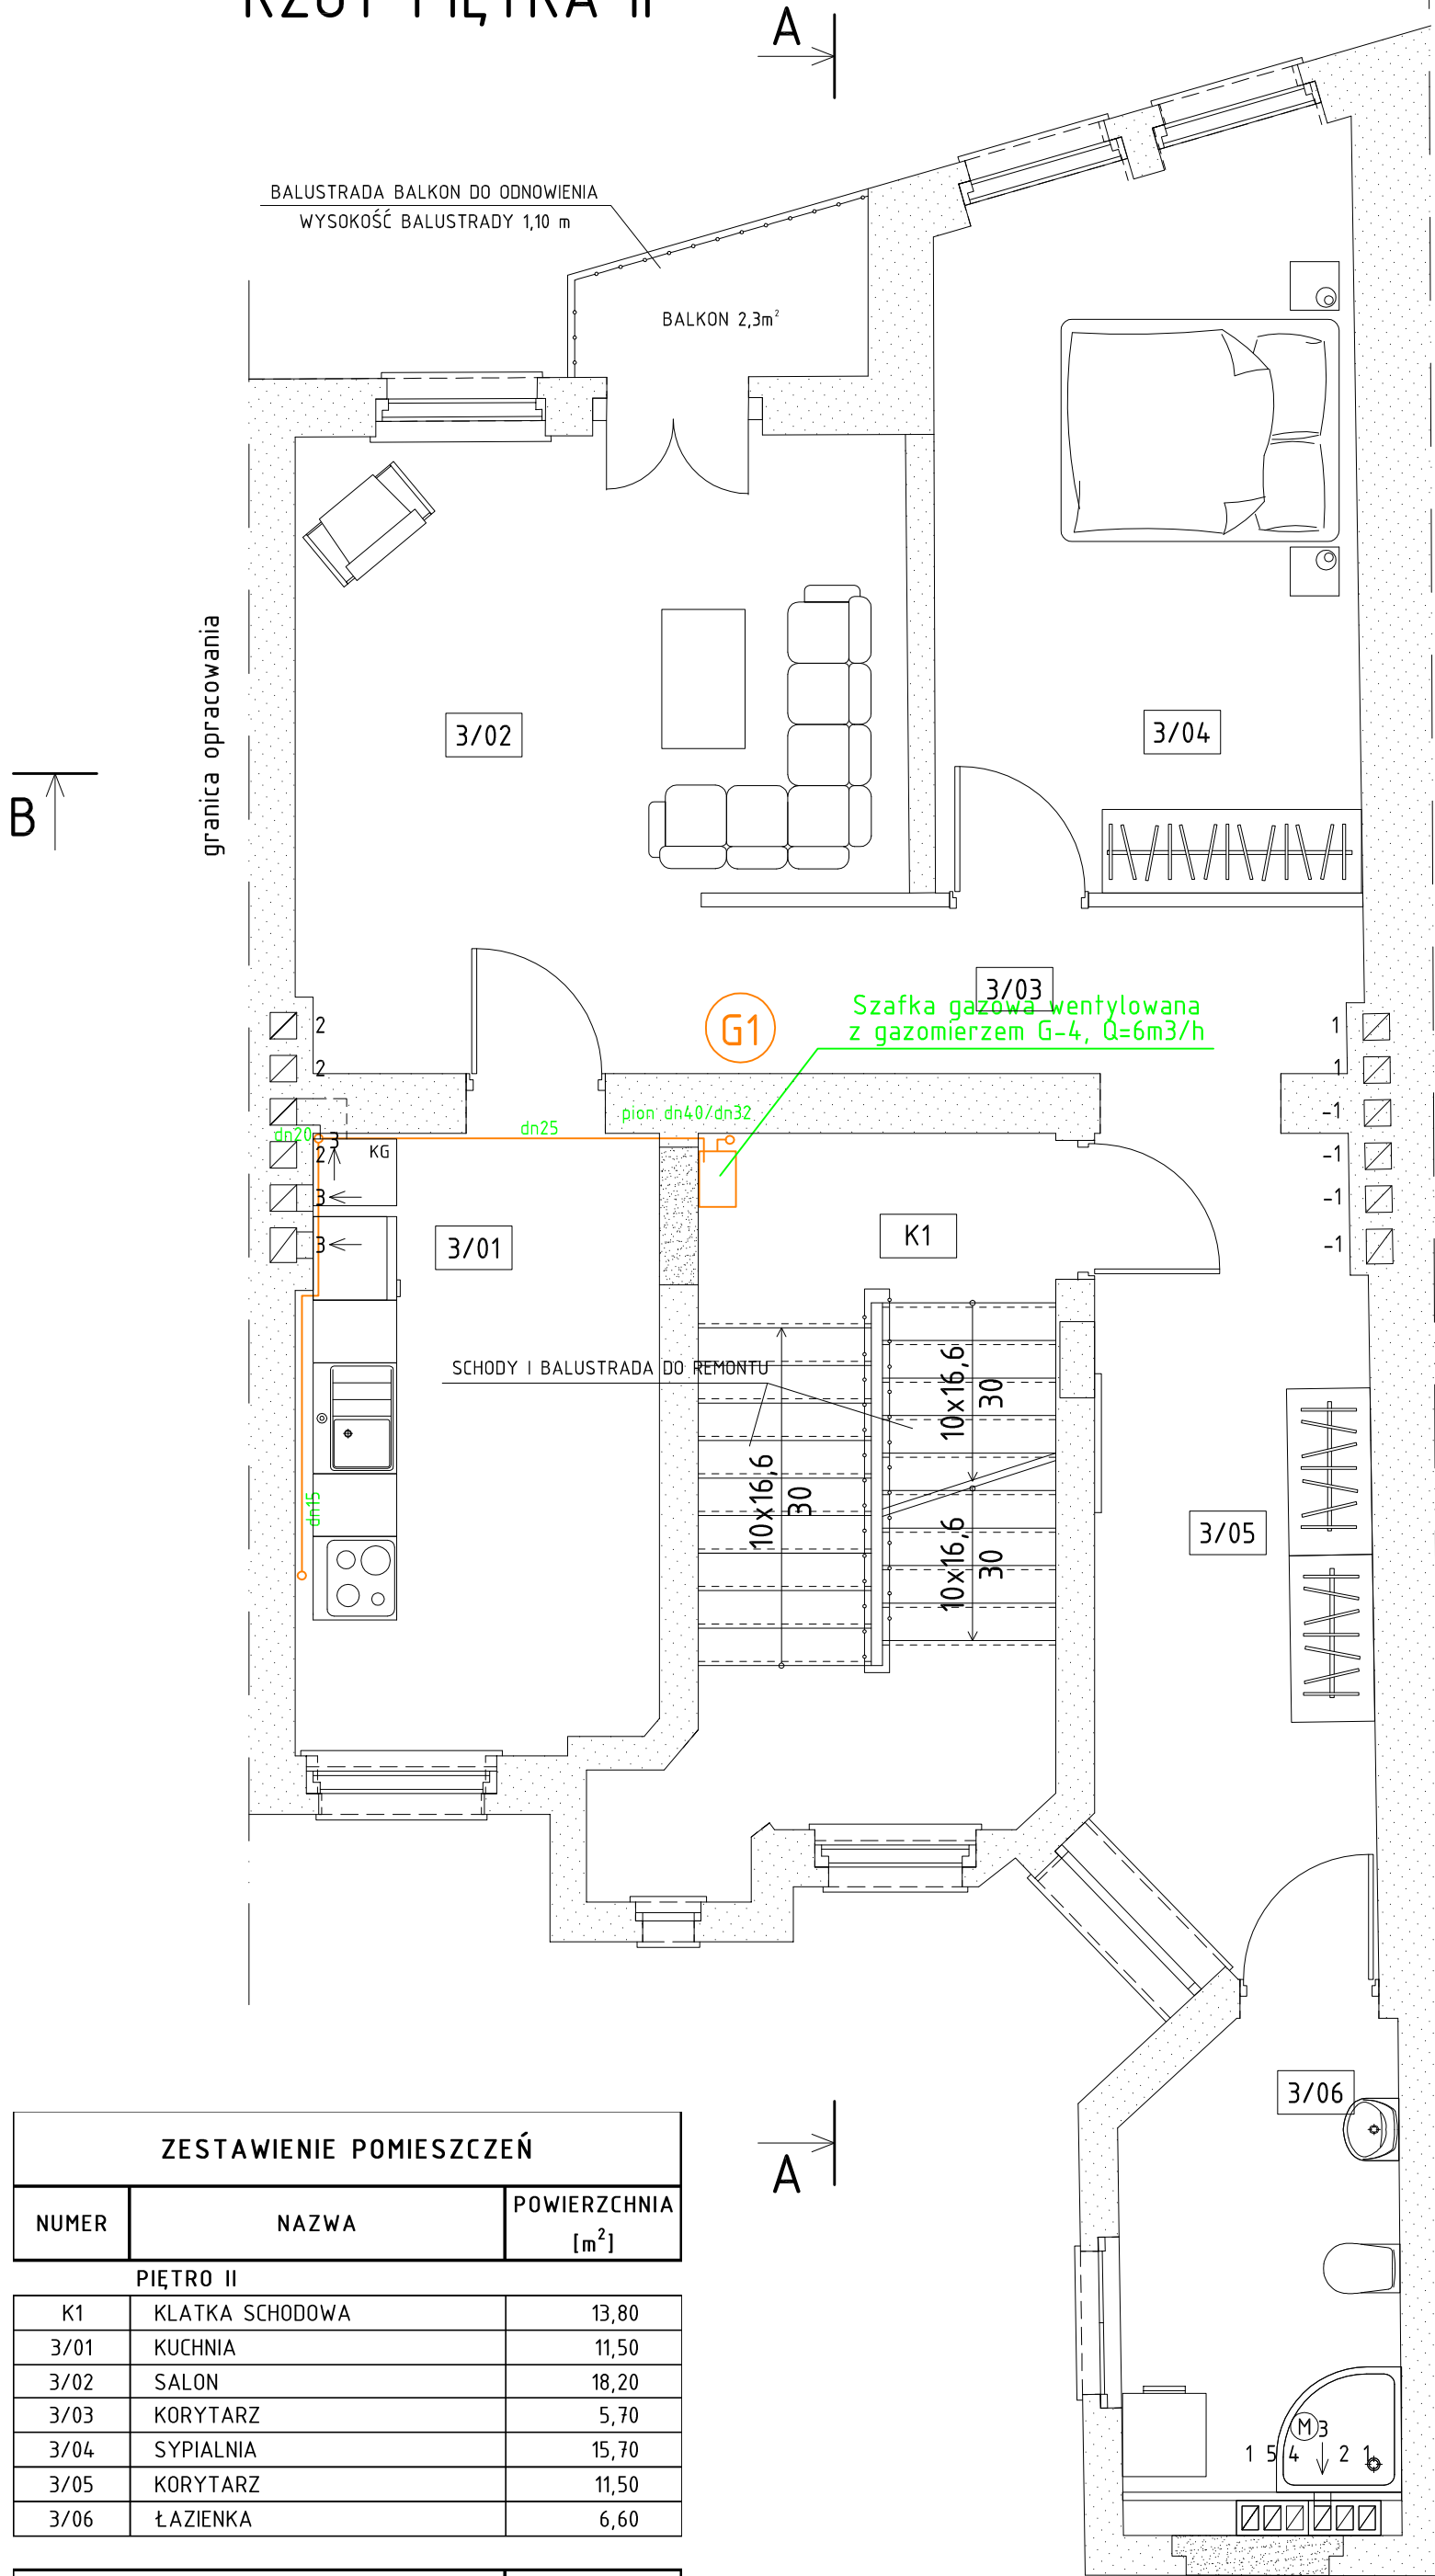 RZUT PIĘTRA II
A
BALUSTRADA BALKON DO ODNOWIENIA
WYSOKOŚĆ BALUSTRADY 1,10 m
BALKON 2,3m²
granica opracowania
3/02
3/04
B
3/03
Szafka gazowa wentylowana
z gazomierzem G-4, Q=6m3/h
G1
2
2
1
1
-1
-1
-1
-1
pion dn40/dn32
dn25
dn20
3
2
KG
3
3
3/01
K1
SCHODY I BALUSTRADA DO REMONTU
10x16,6
30
10x16,6
30
10x16,6
30
dn15
3/05
3/06
A
M
3
1 5 4 2 1
ZESTAWIENIE POMIESZCZEŃ
NUMER NAZWA POWIERZCHNIA
[m²]
PIĘTRO II
K1 KLATKA SCHODOWA 13,80
3/01 KUCHNIA 11,50
3/02 SALON 18,20
3/03 KORYTARZ 5,70
3/04 SYPIALNIA 15,70
3/05 KORYTARZ 11,50
3/06 ŁAZIENKA 6,60